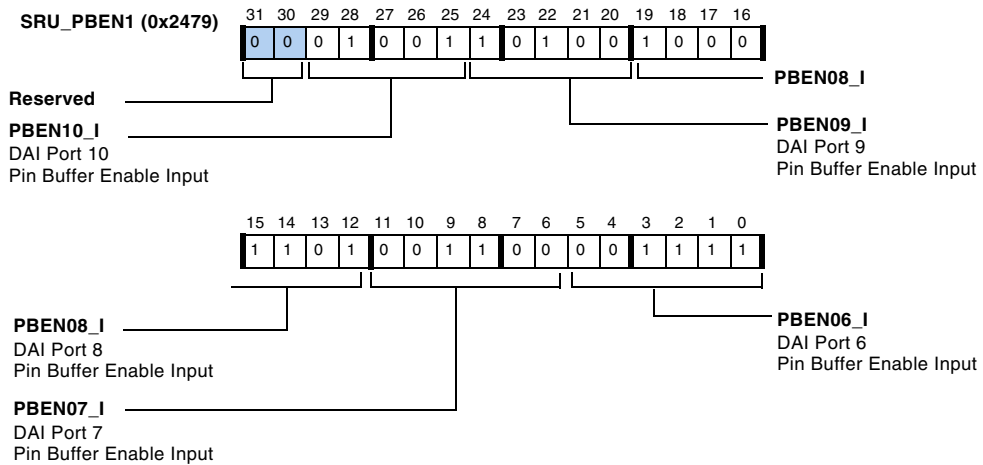 SRU_PBEN1 (0x2479)
31 30 29 28 27 26 25 24 23 22 21 20 19 18 17 16
0 0 0 1 0 0 1 1 0 1 0 0 1 0 0 0
PBEN08_I
Reserved
PBEN10_I
DAI Port 10
Pin Buffer Enable Input
PBEN09_I
DAI Port 9
Pin Buffer Enable Input
15 14 13 12 11 10 9 8 7 6 5 4 3 2 1 0
1 1 0 1 0 0 1 1 0 0 0 0 1 1 1 1
PBEN08_I
DAI Port 8
Pin Buffer Enable Input
PBEN06_I
DAI Port 6
Pin Buffer Enable Input
PBEN07_I
DAI Port 7
Pin Buffer Enable Input